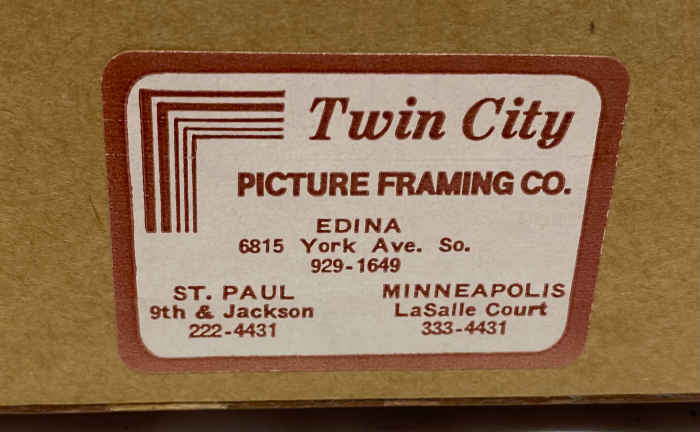 Twin City
PICTURE FRAMING CO.
EDINA
6815 York Ave. So.
929-1649
ST. PAUL
9th & Jackson
222-4431
MINNEAPOLIS
LaSalle Court
333-4431